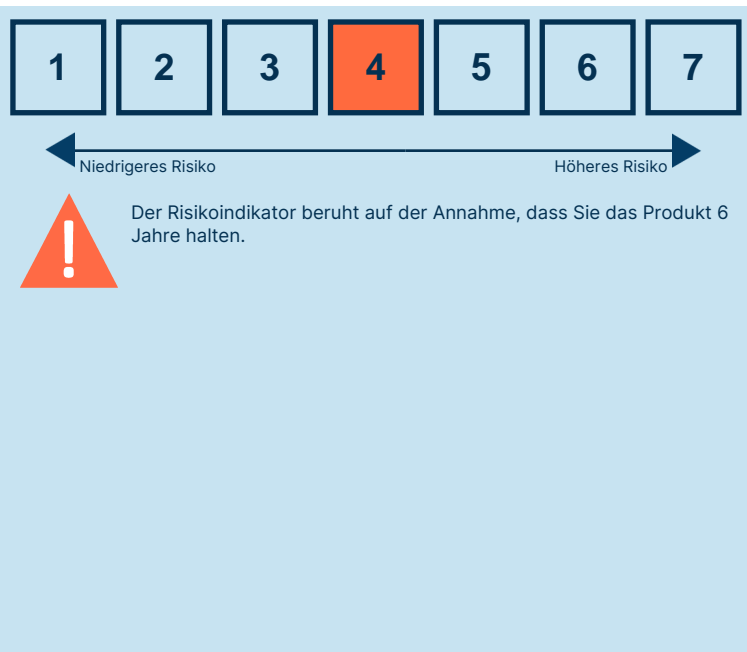 1 2 3 4 5 6 7
Niedrigeres Risiko Höheres Risiko
!
Der Risikoindikator beruht auf der Annahme, dass Sie das Produkt 6
Jahre halten.